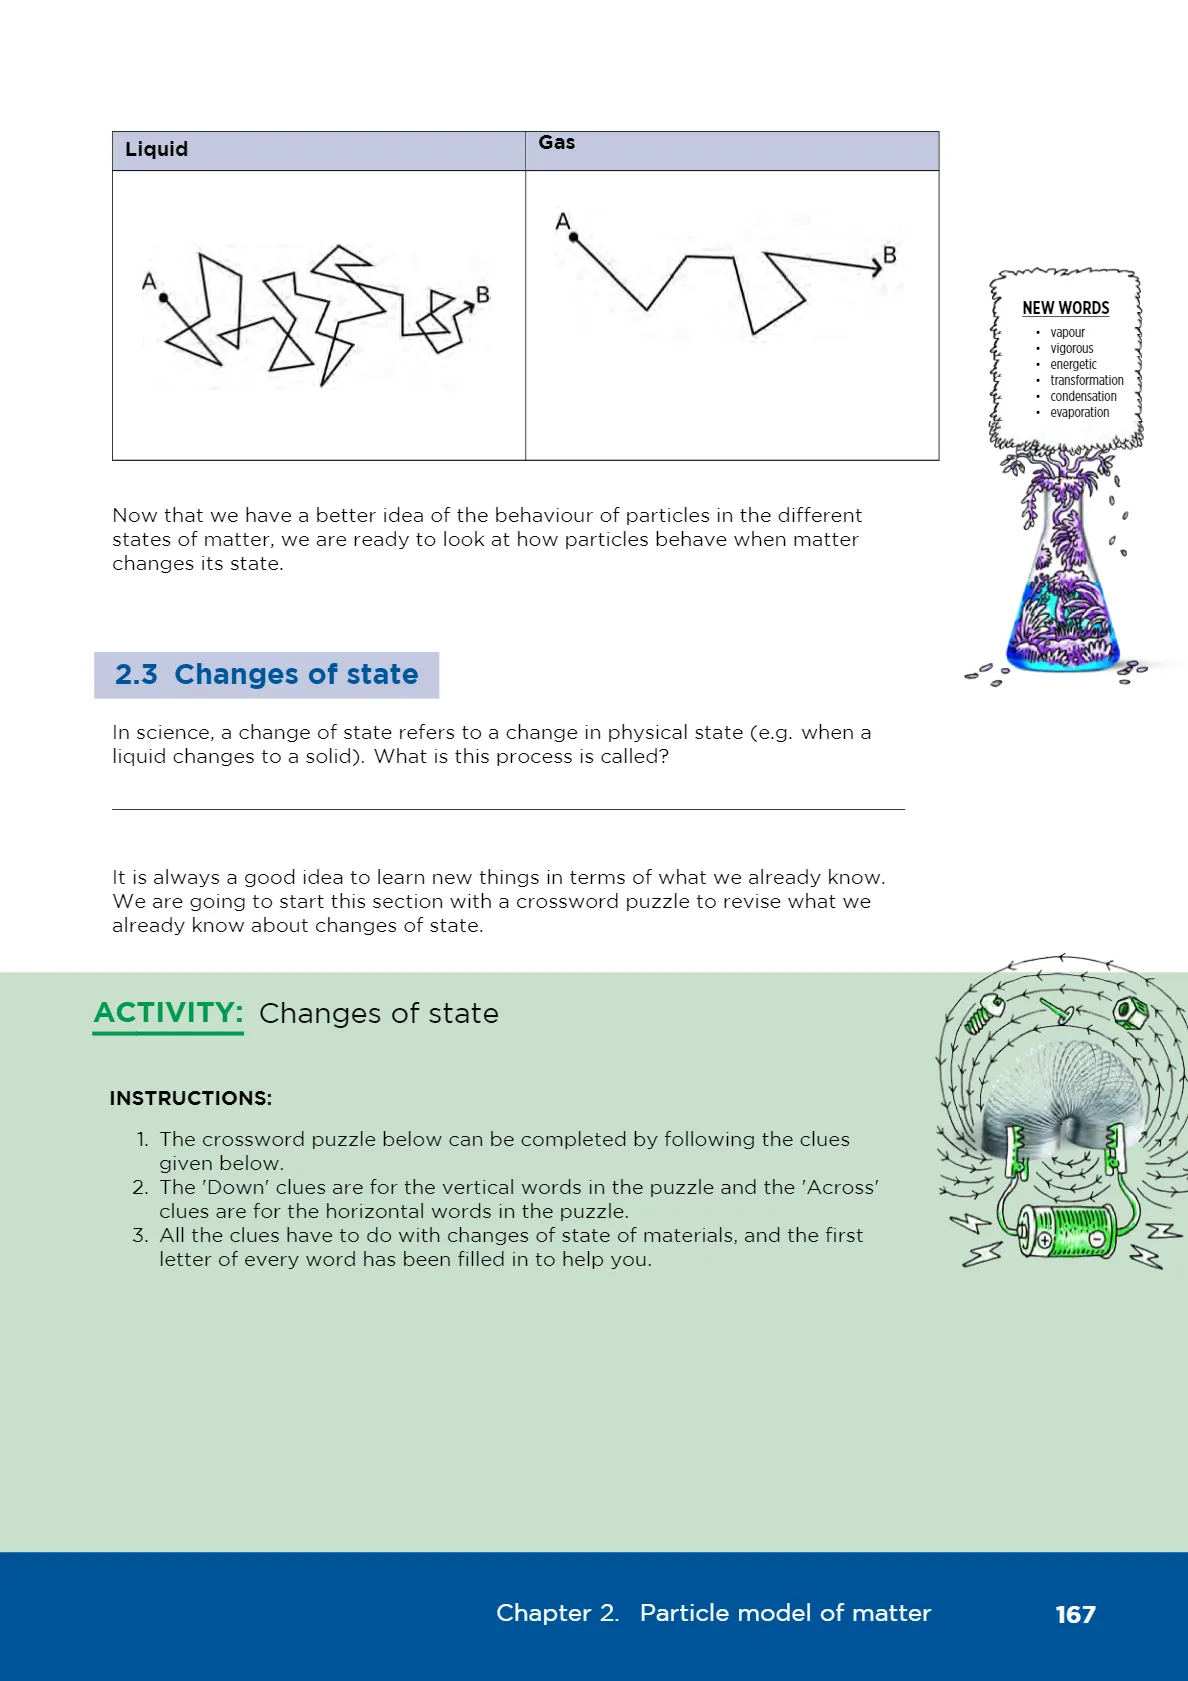 Liquid
Gas
A
B
A
B
NEW WORDS
• vapour
• vigorous
• energetic
• transformation
• condensation
• evaporation
Now that we have a better idea of the behaviour of particles in the different
states of matter, we are ready to look at how particles behave when matter
changes its state.
2.3 Changes of state
In science, a change of state refers to a change in physical state (e.g. when a
liquid changes to a solid). What is this process is called?
It is always a good idea to learn new things in terms of what we already know.
We are going to start this section with a crossword puzzle to revise what we
already know about changes of state.
ACTIVITY: Changes of state
INSTRUCTIONS:
1. The crossword puzzle below can be completed by following the clues
given below.
2. The 'Down' clues are for the vertical words in the puzzle and the 'Across'
clues are for the horizontal words in the puzzle.
3. All the clues have to do with changes of state of materials, and the first
letter of every word has been filled in to help you.
+
-
Chapter 2. Particle model of matter
167